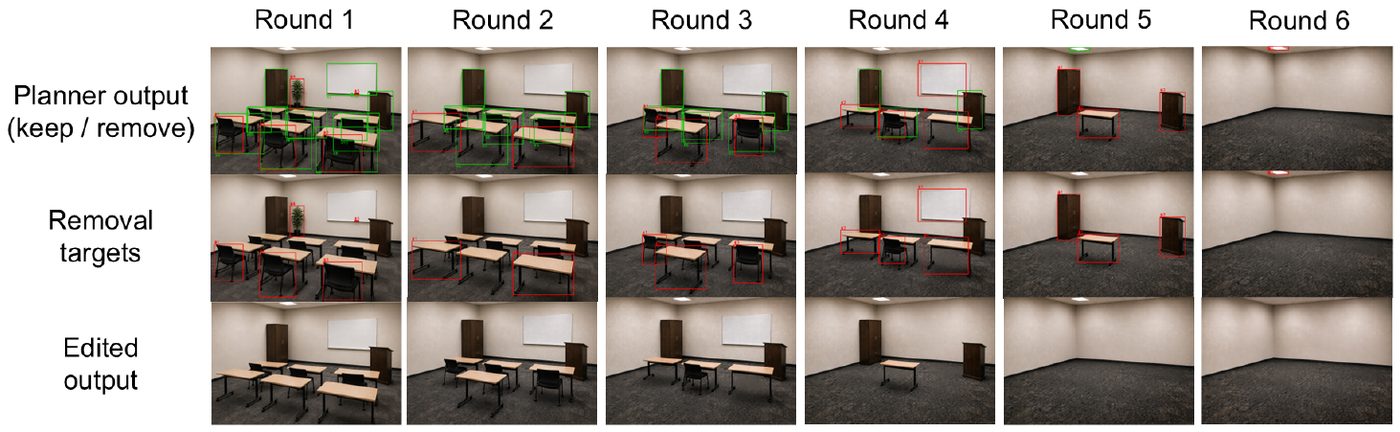 Round 1
Round 2
Round 3
Round 4
Round 5
Round 6
Planner output
(keep / remove)
Removal
targets
Edited
output